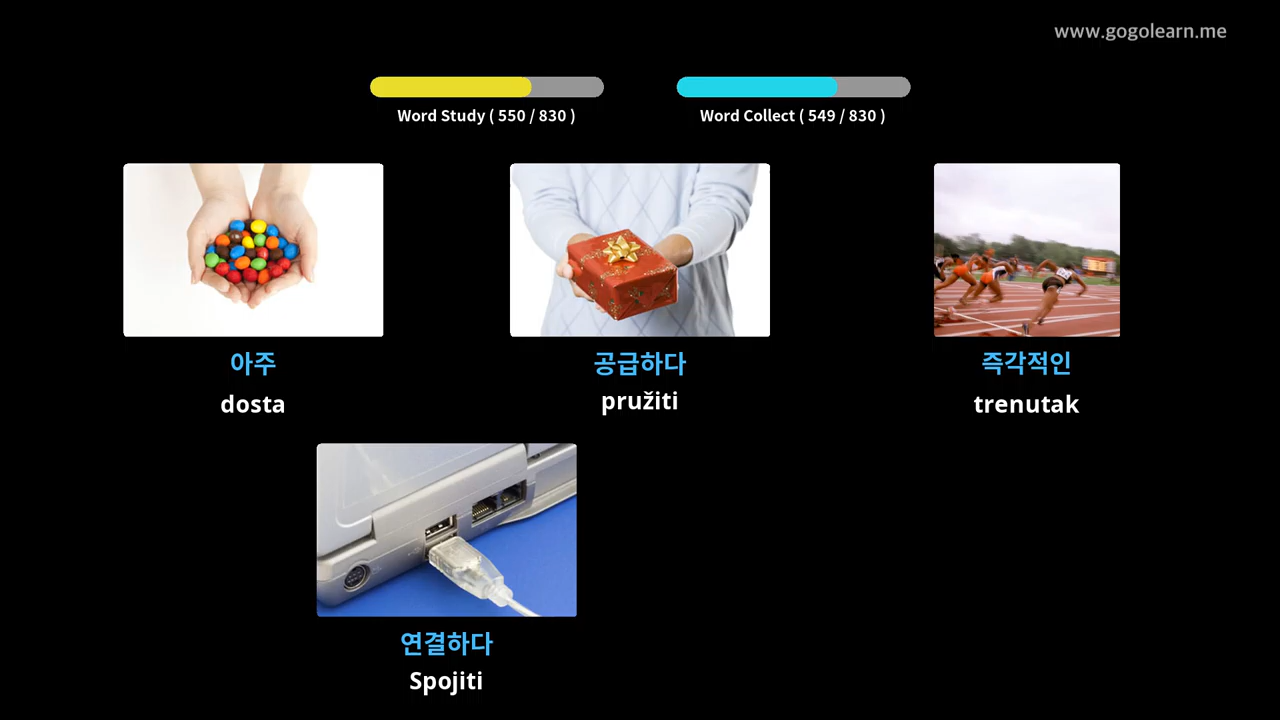 www.gogolearn.me
Word Study ( 550 / 830 )
Word Collect ( 549 / 830 )
아주
dosta
공급하다
pružiti
즉각적인
trenutak
연결하다
Spojiti